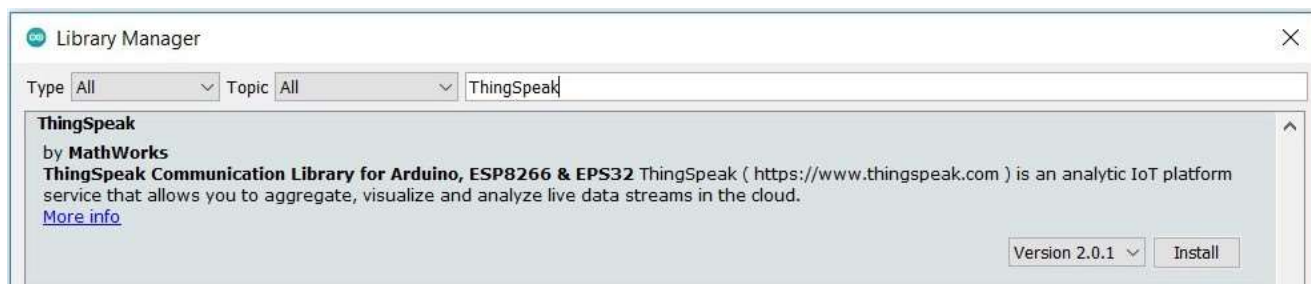 Library Manager
Type All Topic All ThingSpeak
ThingSpeak
by MathWorks
ThingSpeak Communication Library for Arduino, ESP8266 & EPS32 ThingSpeak ( https://www.thingspeak.com ) is an analytic IoT platform
service that allows you to aggregate, visualize and analyze live data streams in the cloud.
More info
Version 2.0.1 Install